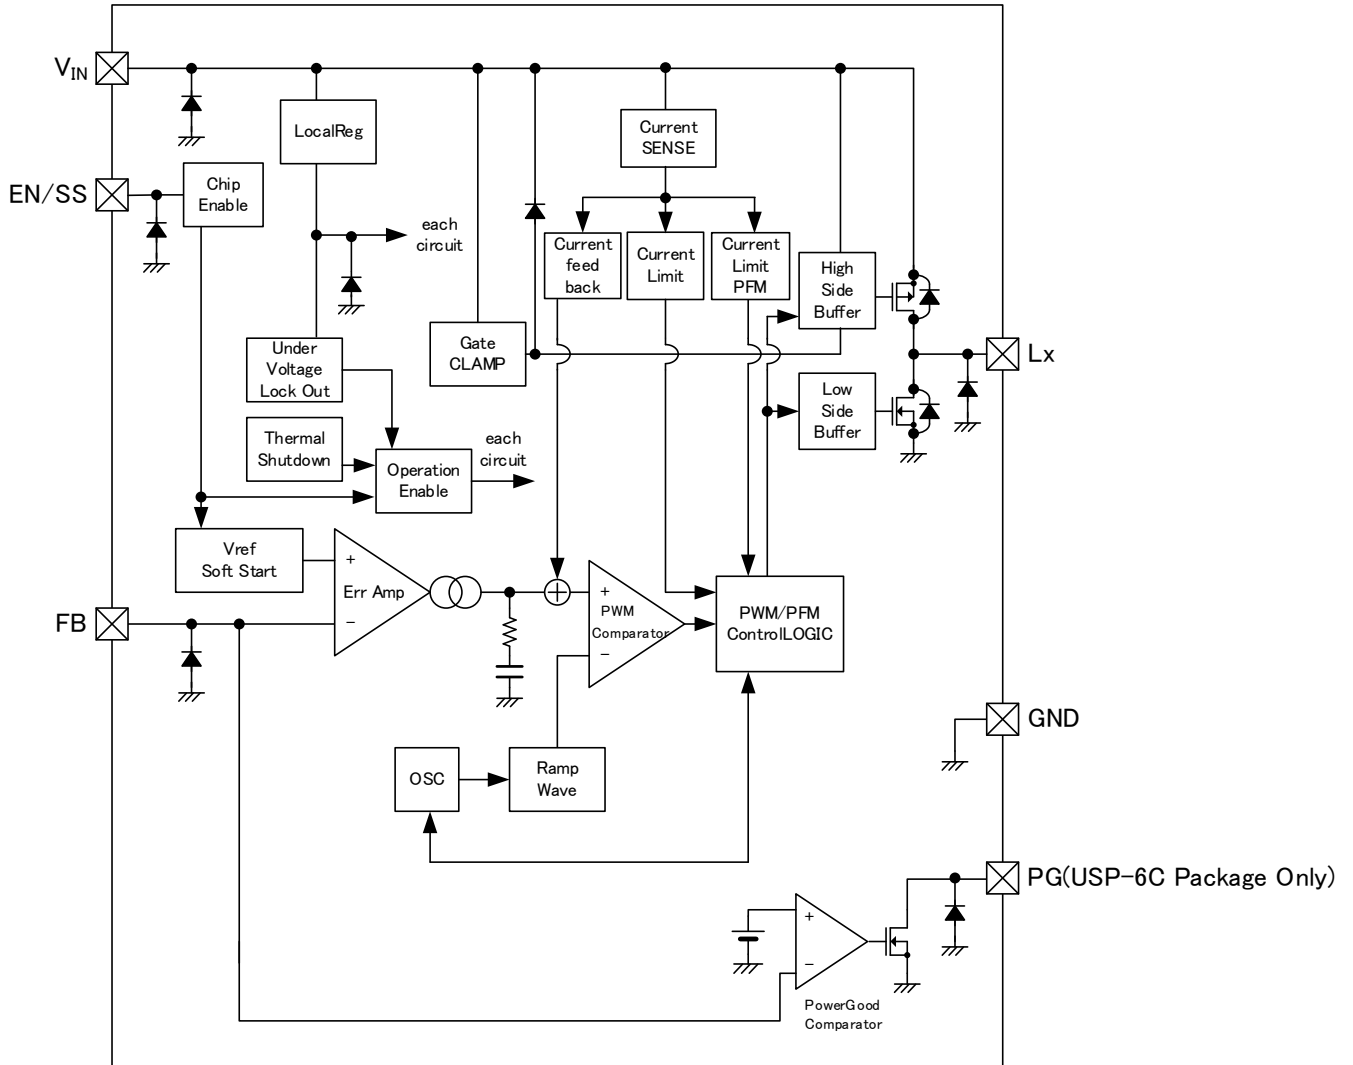 VIN
LocalReg
Current
SENSE
EN/SS
Chip
Enable
each
circuit
Current
feed
back
Current
Limit
Current
Limit
PFM
High
Side
Buffer
Under
Voltage
Lock Out
Gate
CLAMP
Lx
Low
Side
Buffer
Thermal
Shutdown
Operation
Enable
each
circuit
Vref
Soft Start
+
Err Amp
−
+
PWM
Comparator
−
PWM/PFM
ControlLOGIC
FB
GND
OSC
Ramp
Wave
PG(USP-6C Package Only)
+
−
PowerGood
Comparator